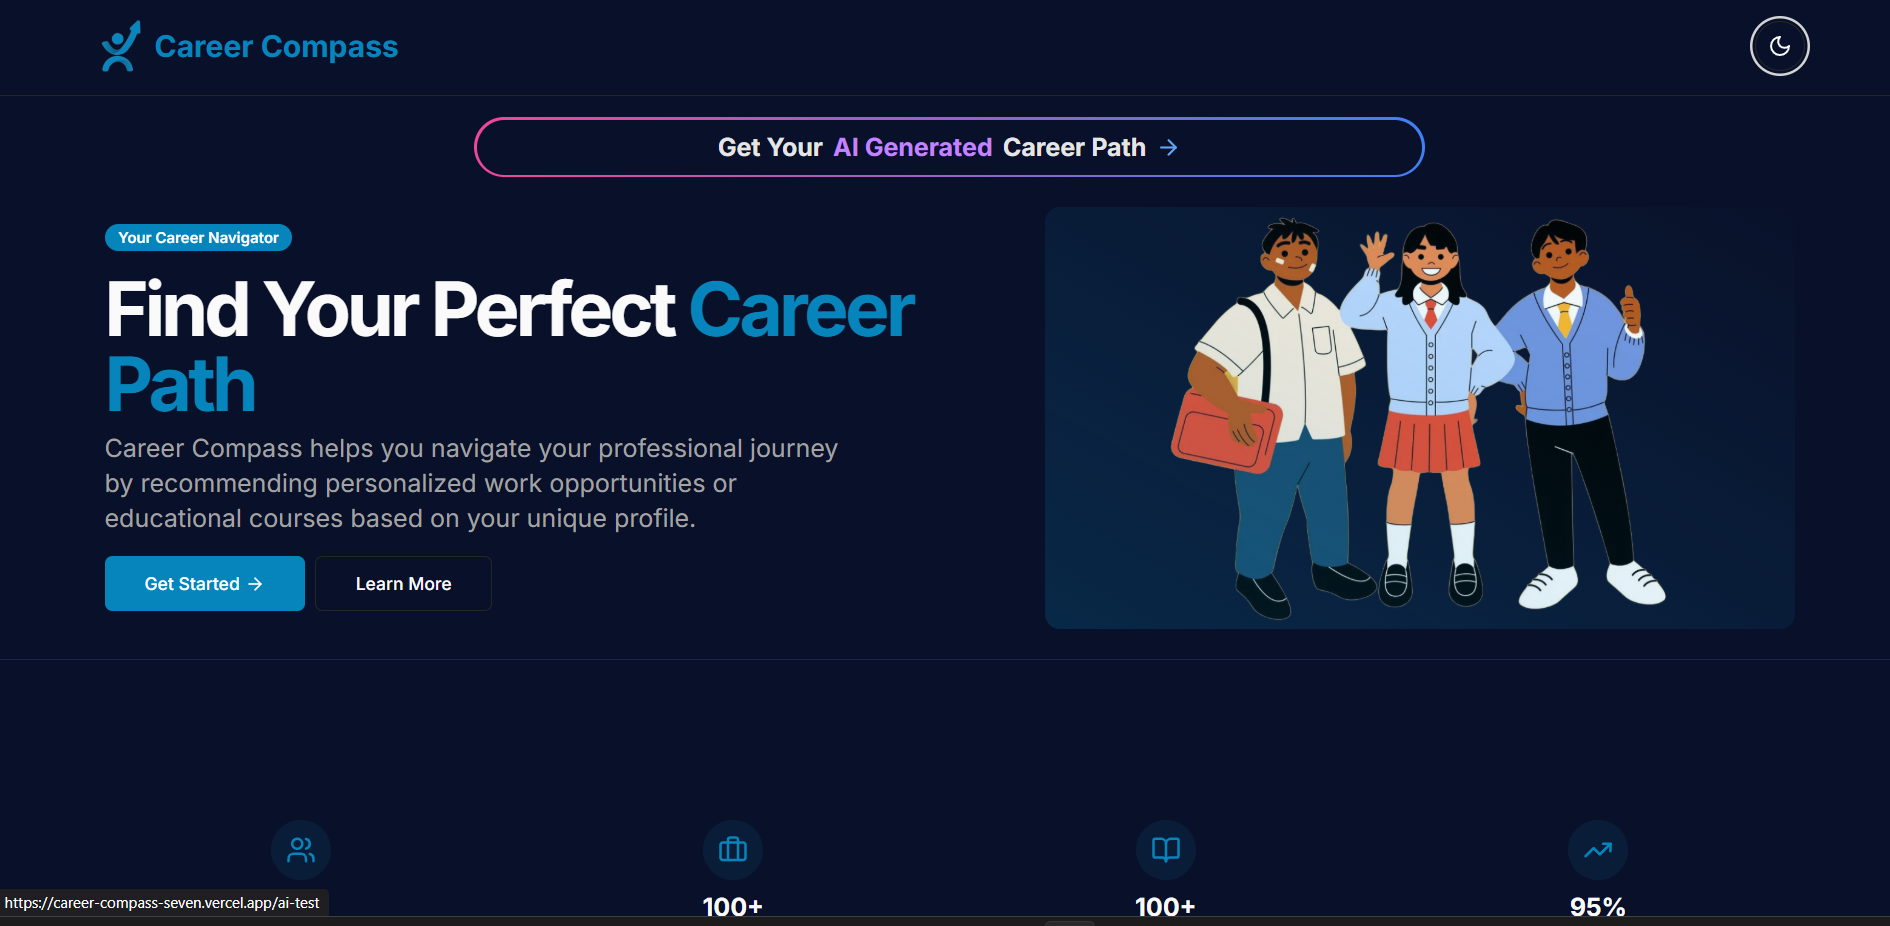 Career Compass
Get Your AI Generated Career Path →
Your Career Navigator
Find Your Perfect Career
Path
Career Compass helps you navigate your professional journey
by recommending personalized work opportunities or
educational courses based on your unique profile.
Get Started →
Learn More
100+
100+
95%
https://career-compass-seven.vercel.app/ai-test